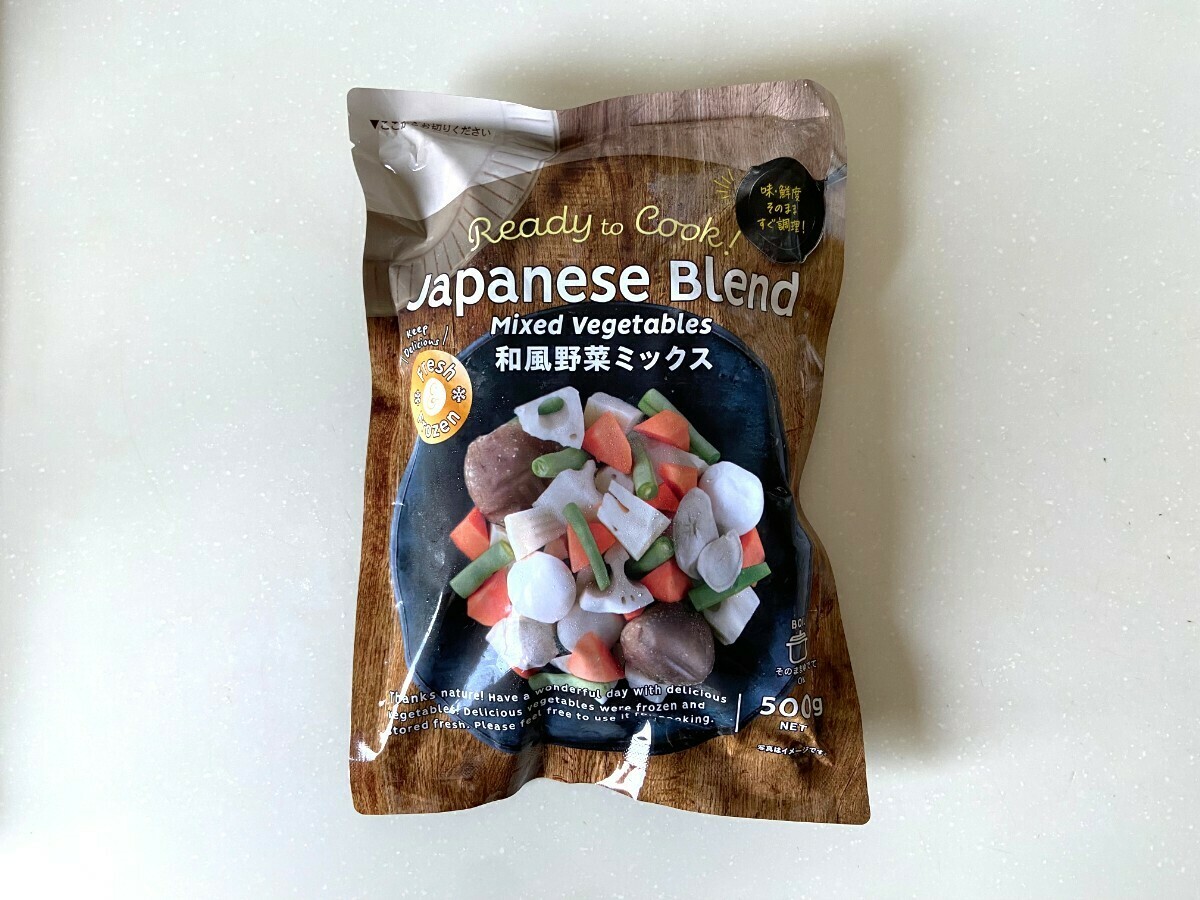 ▼ここからお切りください
味・鮮度
そのまま
すぐ調理!
Ready to Cook!
Japanese Blend
Mixed Vegetables
和風野菜ミックス
Keep
Delicious
Fresh
Frozen
BOIL
そのままゆでて
OK
Thanks nature! Have a wonderful day with delicious
vegetables! Delicious vegetables were frozen and
stored fresh. Please feel free to use it cooking.
500g
NET
写真はイメージです。